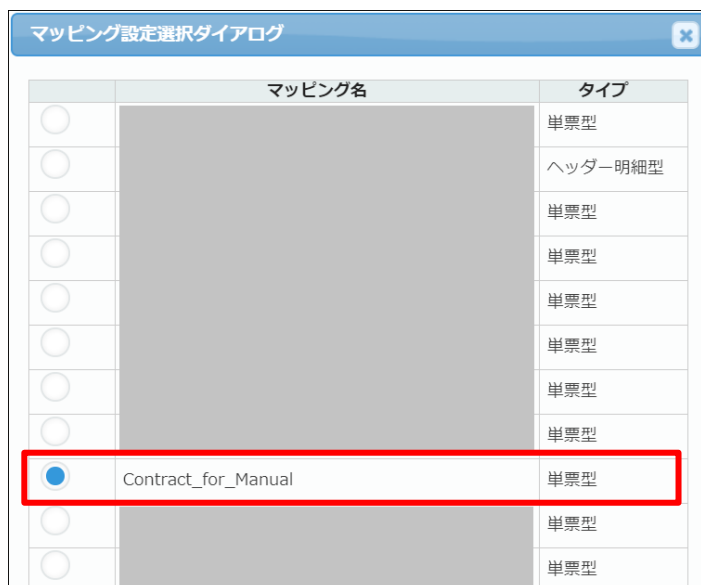 マッピング設定選択ダイアログ
マッピング名 タイプ
単票型
ヘッダー明細型
単票型
単票型
単票型
単票型
単票型
単票型
Contract_for_Manual 単票型
単票型
単票型